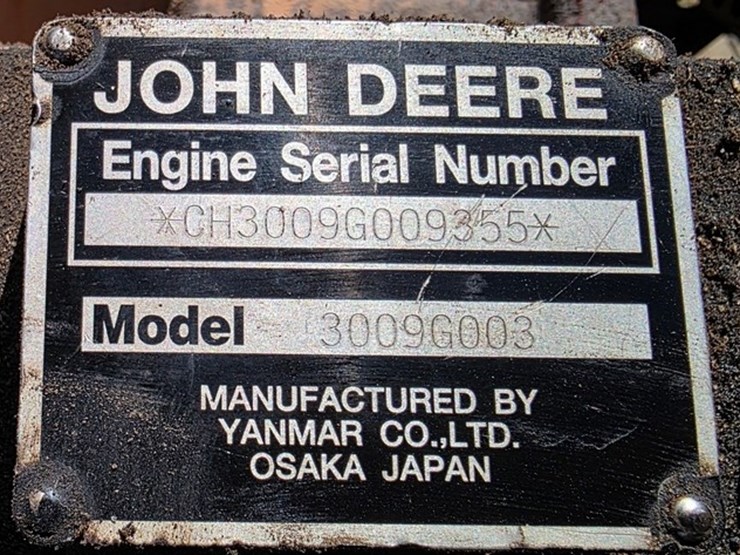 JOHN DEERE
Engine Serial Number
*CH3009G009355*
Model 3009G003
MANUFACTURED BY
YANMAR CO.,LTD.
OSAKA JAPAN